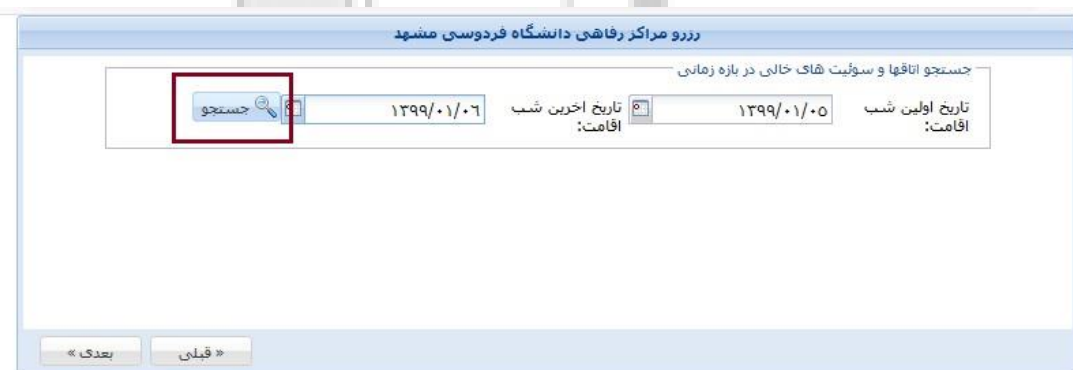 رزرو مراکز رفاهی دانشگاه فردوسی مشهد
جستجو اتاقها و سوئیت های خالی در بازه زمانی
تاریخ اولین شب اقامت:
۱۳۹۹/۰۱/۰۵
تاریخ اخرین شب اقامت:
۱۳۹۹/۰۱/۰۶
جستجو
« قبلی
بعدی »